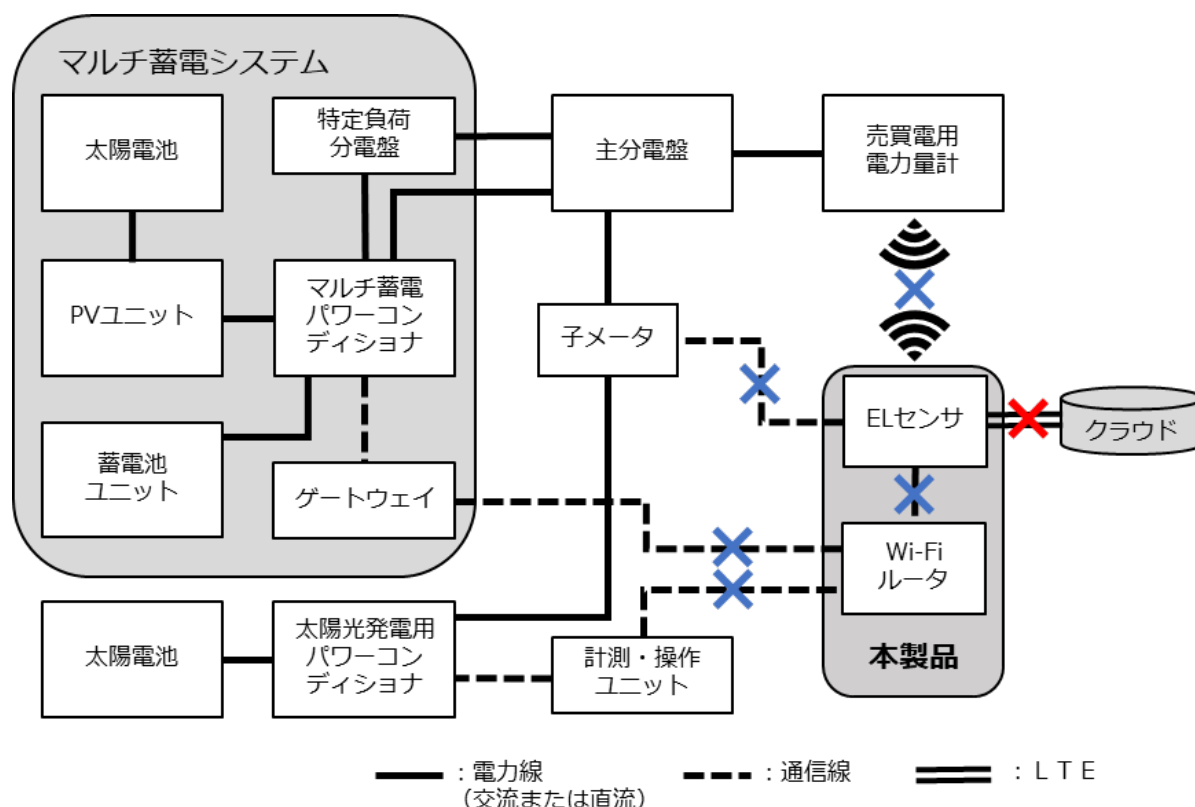 マルチ蓄電システム
太陽電池
特定負荷
分電盤
主分電盤
売買電用
電力量計
PVユニット
マルチ蓄電
パワーコン
ディショナ
子メータ
ELセンサ
クラウド
蓄電池
ユニット
ゲートウェイ
Wi-Fi
ルータ
本製品
太陽電池
太陽光発電用
パワーコン
ディショナ
計測・操作
ユニット
：電力線
（交流または直流）
：通信線
：ＬＴＥ